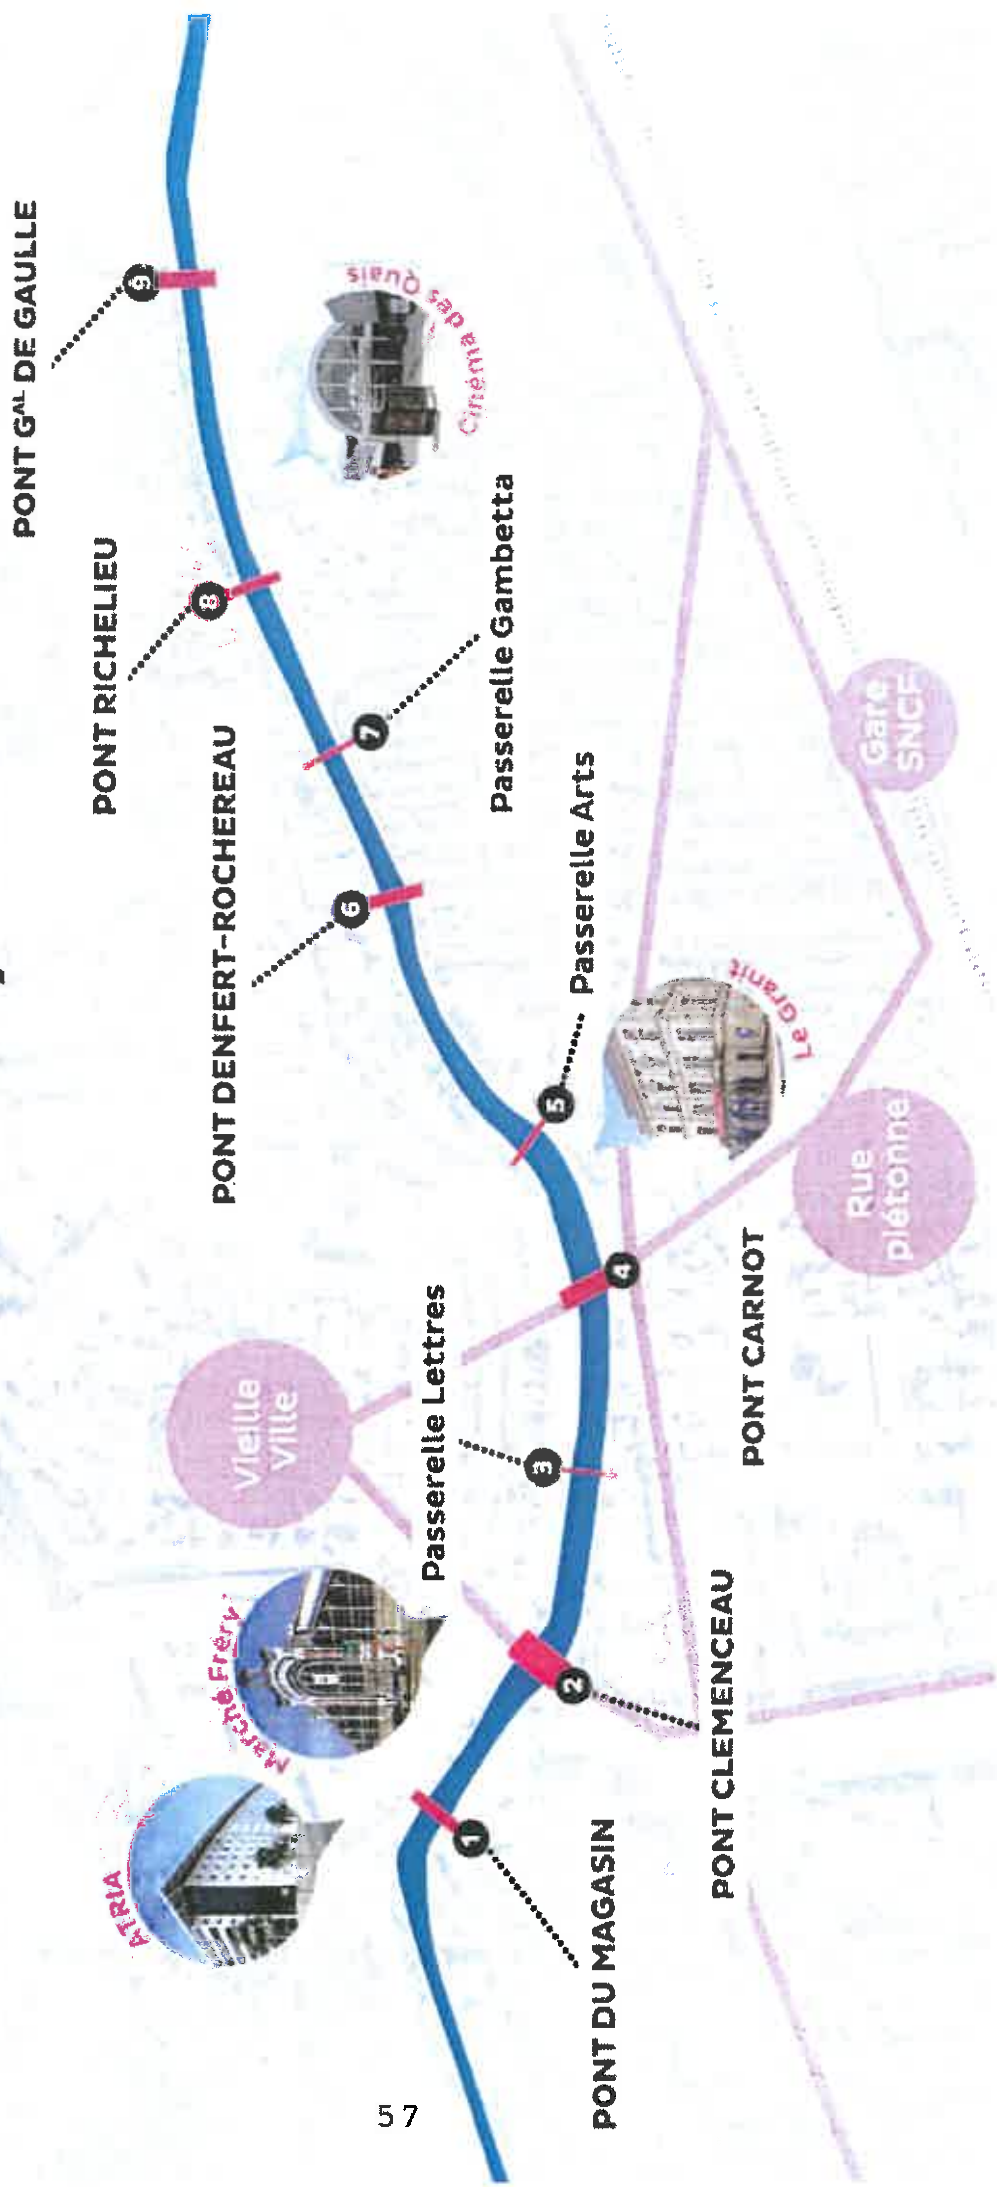 PONT Gᴬᴸ DE GAULLE
9
Cinéma des Quais
PONT RICHELIEU
8
Passerelle Gambetta
7
PONT DENFERT-ROCHEREAU
6
Passerelle Arts
5
Gare
SNCF
Le Granit
Rue
piétonne
PONT CARNOT
4
Vieille
Ville
Passerelle Lettres
3
Marché Fréry
PONT CLEMENCEAU
2
ATRIA
PONT DU MAGASIN
1
57